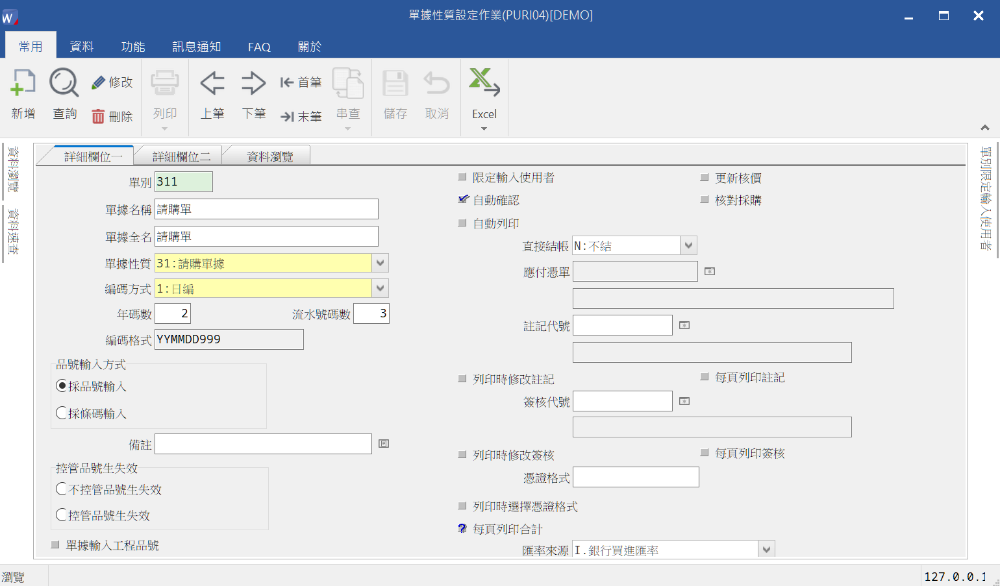 單據性質設定作業(PURI04)[DEMO]
常用 資料 功能 訊息通知 FAQ 關於
新增 查詢 修改 刪除 列印 上筆 下筆 首筆 末筆 串查 儲存 取消 Excel
資料瀏覽
資料速查
詳細欄位一 詳細欄位二 資料瀏覽
單別 311
單據名稱 請購單
單據全名 請購單
單據性質 31:請購單據
編碼方式 1:日編
年碼數 2 流水號碼數 3
編碼格式 YYMMDD999
品號輸入方式
採品號輸入
採條碼輸入
備註
控管品號生失效
不控管品號生失效
控管品號生失效
單據輸入工程品號
限定輸入使用者 更新核價
自動確認 核對採購
自動列印
直接結帳 N:不結
應付憑單
註記代號
列印時修改註記 每頁列印註記
簽核代號
列印時修改簽核 每頁列印簽核
憑證格式
列印時選擇憑證格式
每頁列印合計
匯率來源 I.銀行買進匯率
單別限定輸入使用者
瀏覽 127.0.0.1